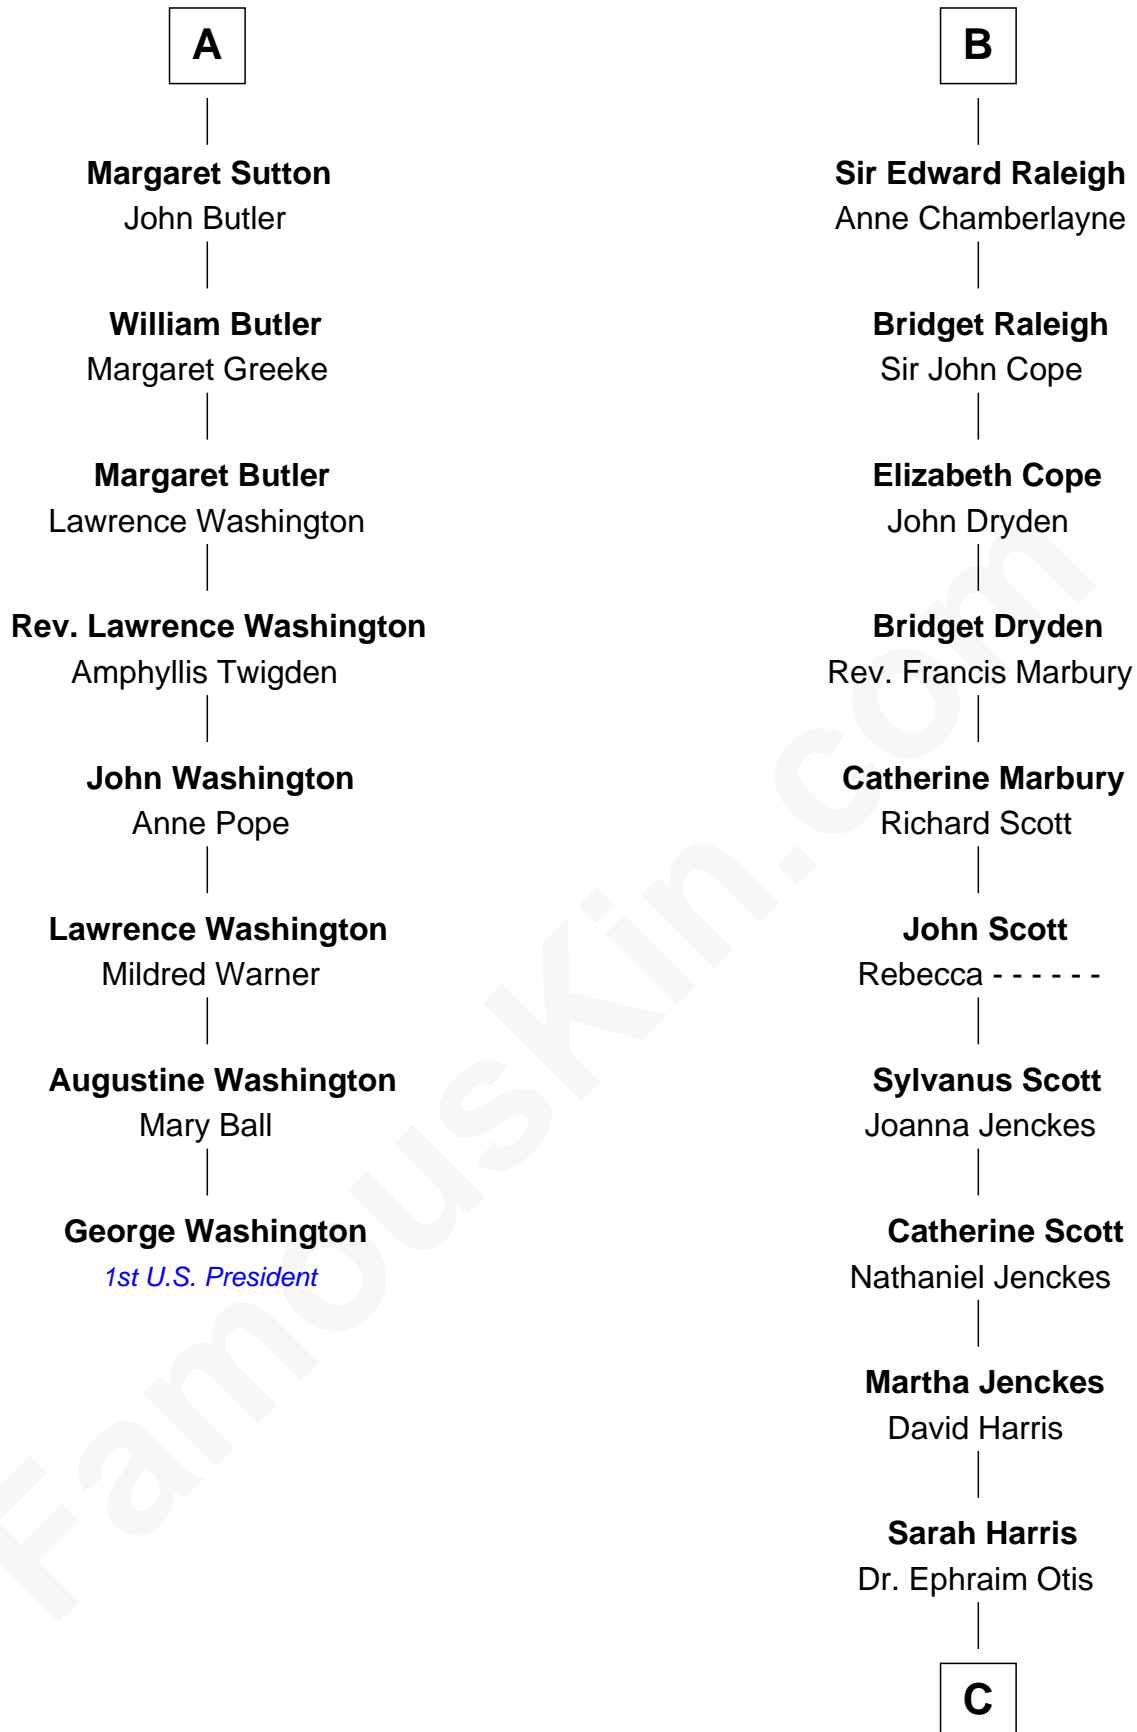 A
Margaret Sutton
John Butler
William Butler
Margaret Greeke
Margaret Butler
Lawrence Washington
Rev. Lawrence Washington
Amphyllis Twigden
John Washington
Anne Pope
Lawrence Washington
Mildred Warner
Augustine Washington
Mary Ball
George Washington
1st U.S. President
B
Sir Edward Raleigh
Anne Chamberlayne
Bridget Raleigh
Sir John Cope
Elizabeth Cope
John Dryden
Bridget Dryden
Rev. Francis Marbury
Catherine Marbury
Richard Scott
John Scott
Rebecca - - - - - -
Sylvanus Scott
Joanna Jenckes
Catherine Scott
Nathaniel Jenckes
Martha Jenckes
David Harris
Sarah Harris
Dr. Ephraim Otis
C
FamousKin.com